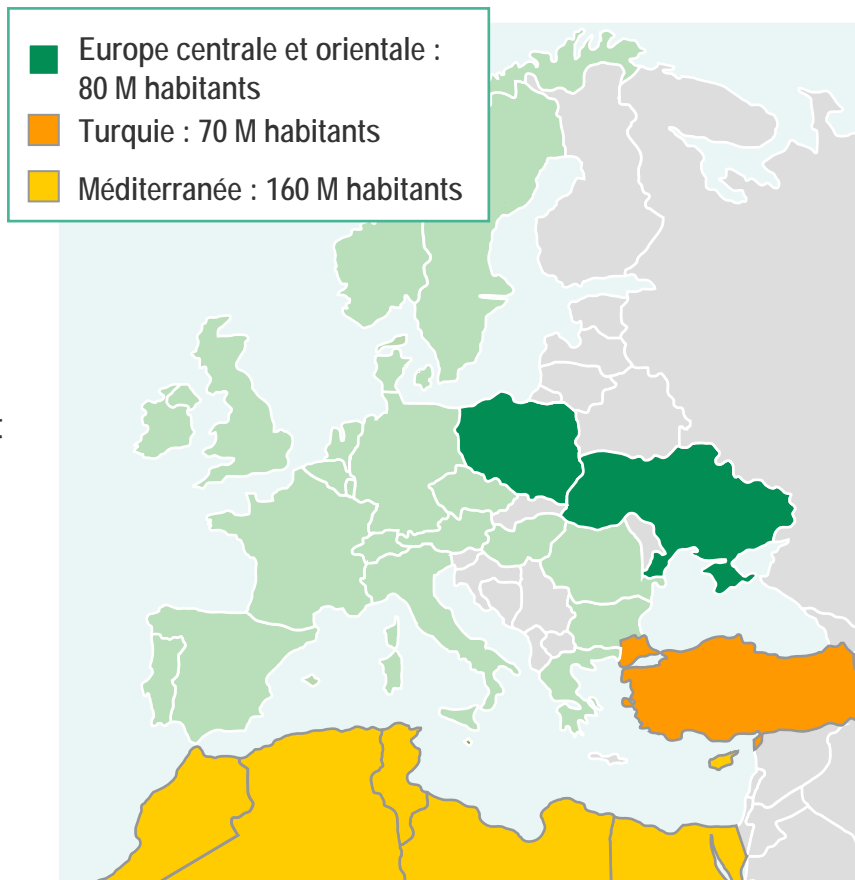 Europe centrale et orientale :
80 M habitants
Turquie : 70 M habitants
Méditerranée : 160 M habitants